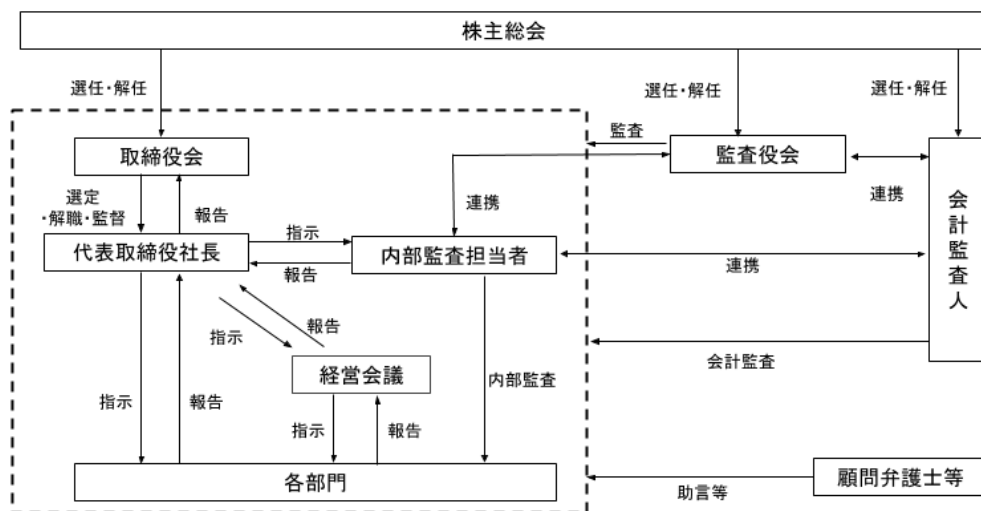 株主総会
選任・解任
選任・解任
選任・解任
監査
取締役会
監査役会
選定
・解職・監督
報告
連携
連携
指示
代表取締役社長
内部監査担当者
報告
連携
会計監査人
指示
報告
会計監査
経営会議
内部監査
指示
報告
指示
報告
各部門
顧問弁護士等
助言等